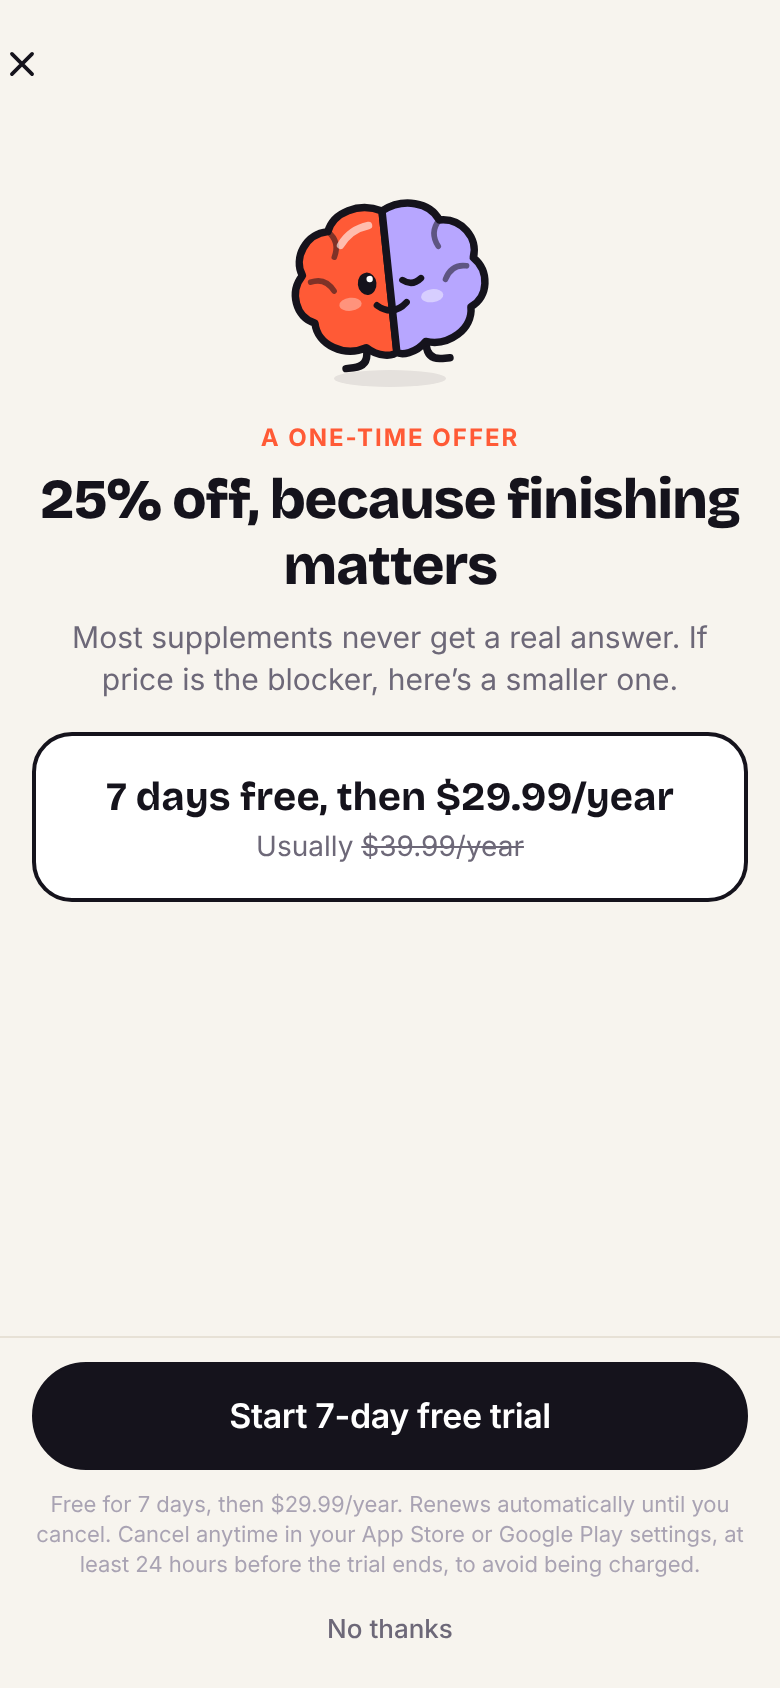 A ONE-TIME OFFER
25% off, because finishing
matters
Most supplements never get a real answer. If
price is the blocker, here’s a smaller one.
7 days free, then $29.99/year
Usually $39.99/year
Start 7-day free trial
Free for 7 days, then $29.99/year. Renews automatically until you
cancel. Cancel anytime in your App Store or Google Play settings, at
least 24 hours before the trial ends, to avoid being charged.
No thanks